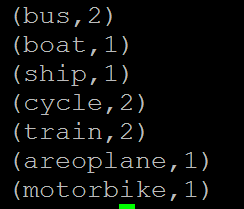 (bus,2)
(boat,1)
(ship,1)
(cycle,2)
(train,2)
(areoplane,1)
(motorbike,1)